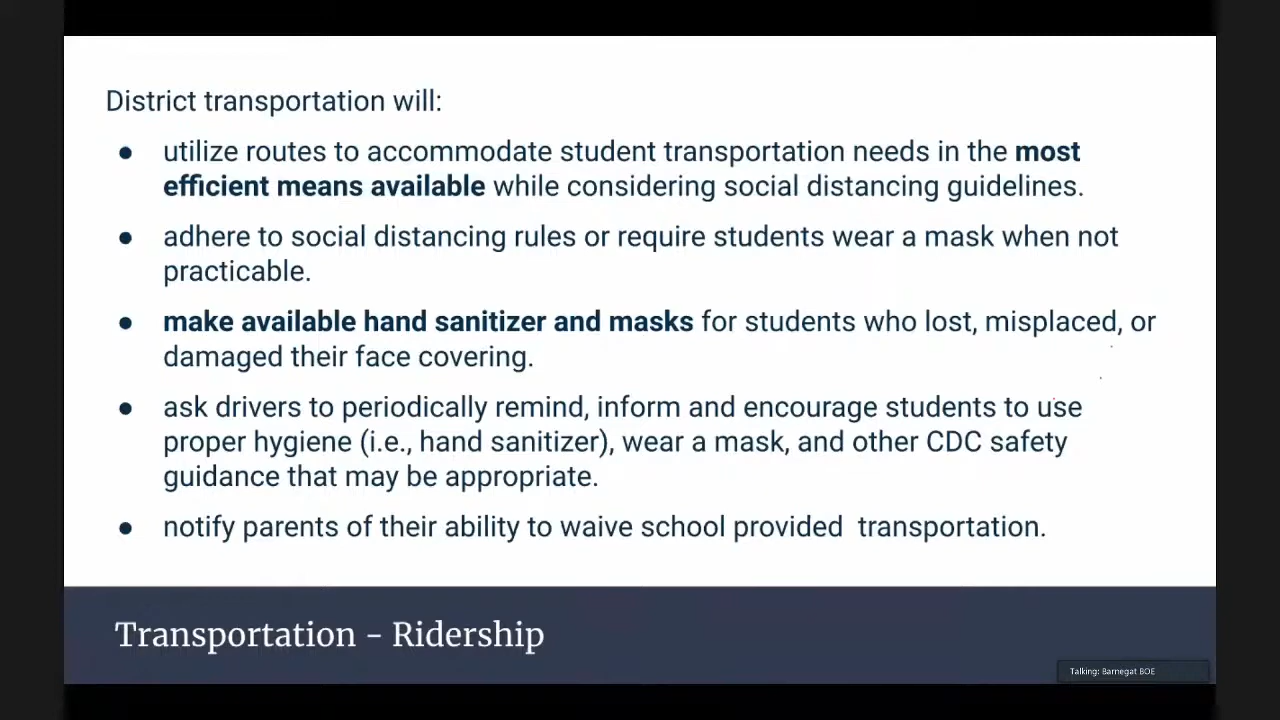 District transportation will:
● utilize routes to accommodate student transportation needs in the most
efficient means available while considering social distancing guidelines.
● adhere to social distancing rules or require students wear a mask when not
practicable.
● make available hand sanitizer and masks for students who lost, misplaced, or
damaged their face covering.
● ask drivers to periodically remind, inform and encourage students to use
proper hygiene (i.e., hand sanitizer), wear a mask, and other CDC safety
guidance that may be appropriate.
● notify parents of their ability to waive school provided  transportation.
Transportation - Ridership
Talking: Barnegat BOE